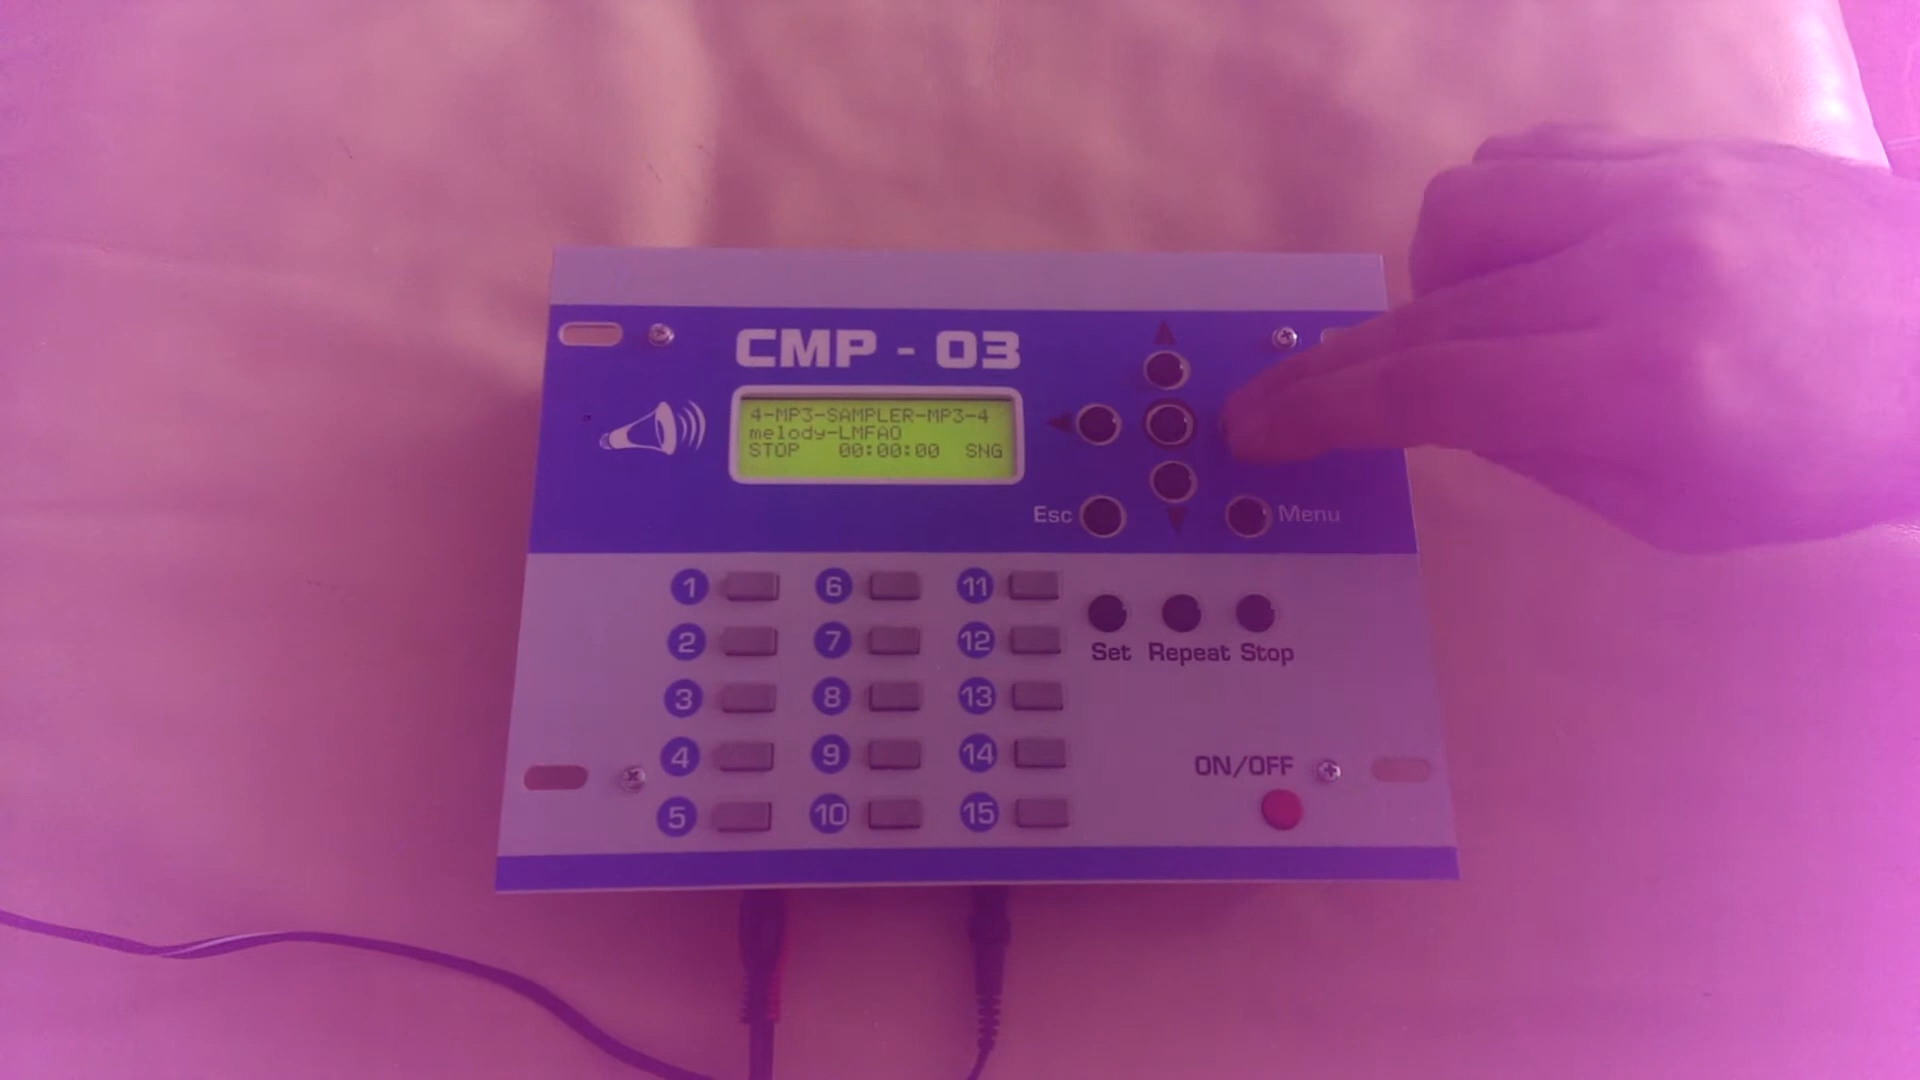 CMP - 03
4-MP3-SAMPLER-MP3-4
melody-LMFAO
STOP 00:00:00 SNG
Esc
Menu
1 6 11
2 7 12
3 8 13
4 9 14
5 10 15
Set Repeat Stop
ON/OFF